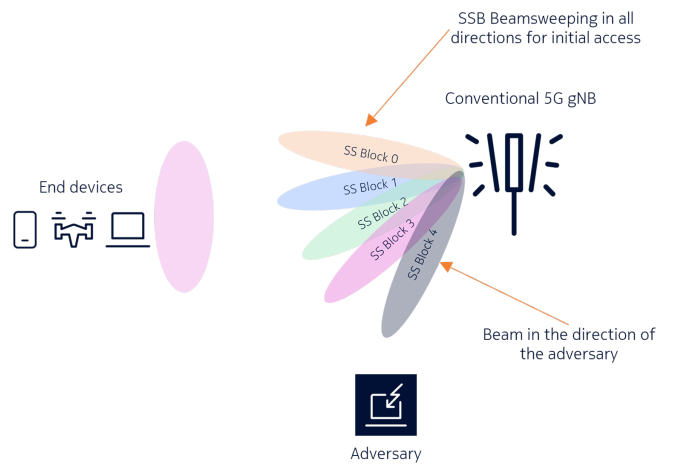 SSB Beamsweeping in all
directions for initial access
Conventional 5G gNB
SS Block 0
SS Block 1
SS Block 2
SS Block 3
SS Block 4
End devices
Beam in the direction of
the adversary
Adversary